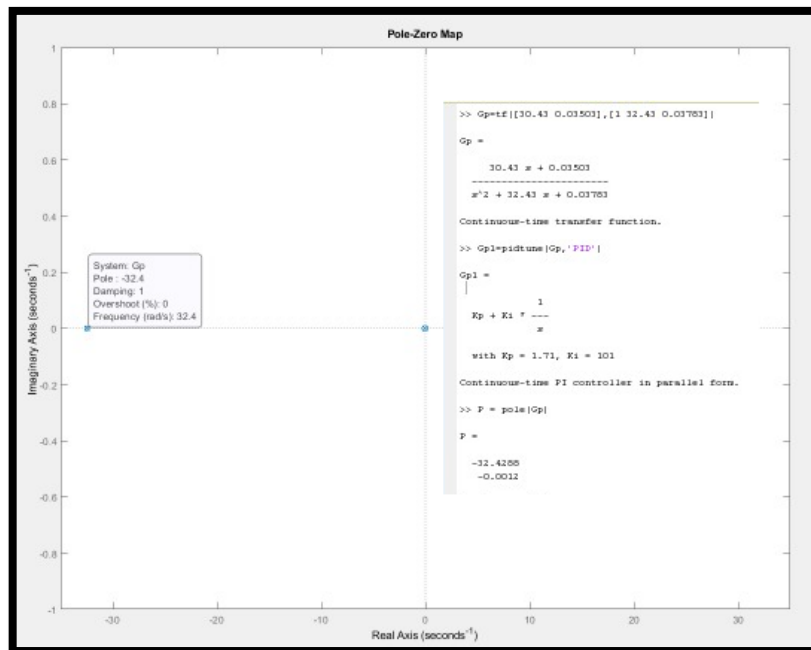 Pole-Zero Map
1
0.8
0.6
0.4
0.2
0
-0.2
-0.4
-0.6
-0.8
-1
Imaginary Axis (seconds⁻¹)
System: Gp
Pole : -32.4
Damping: 1
Overshoot (%): 0
Frequency (rad/s): 32.4
>> Gp=tf([30.43 0.03503],[1 32.43 0.03783])
Gp =
30.43 s + 0.03503
-----------------------
s^2 + 32.43 s + 0.03783
Continuous-time transfer function.
>> Gp1=pidtune(Gp,'PID')
Gp1 =
1
Kp + Ki * ---
s
with Kp = 1.71, Ki = 101
Continuous-time PI controller in parallel form.
>> P = pole(Gp)
P =
-32.4288
-0.0012
-30
-20
-10
0
10
20
30
Real Axis (seconds⁻¹)